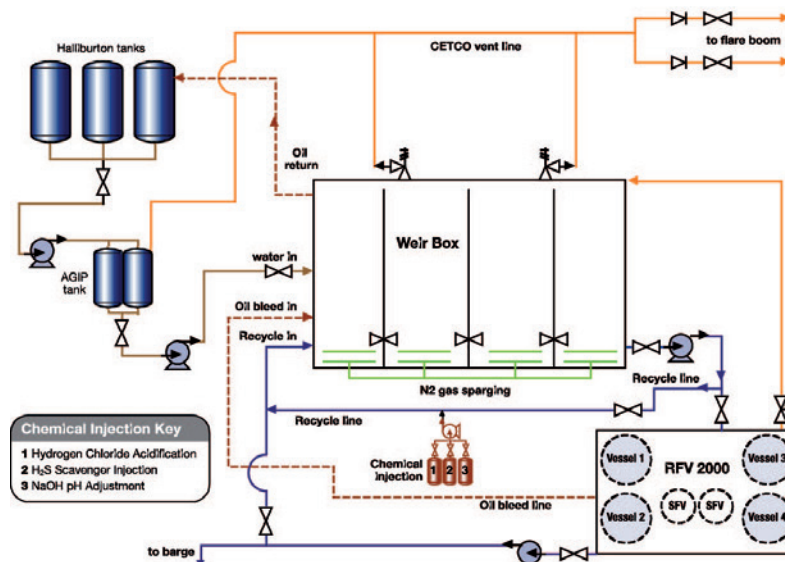 Halliburton tanks
CETCO vent line
to flare boom
Oil
return
Weir Box
AGIP
tank
water in
Oil bleed in
Recycle in
N2 gas sparging
Recycle line
Recycle line
Chemical Injection Key
1 Hydrogen Chloride Acidification
2 H₂S Scavenger Injection
3 NaOH pH Adjustment
Chemical
injection
1 2 3
Oil bleed line
Vessel 1
RFV 2000
Vessel 3
SFV
SFV
Vessel 2
Vessel 4
to barge